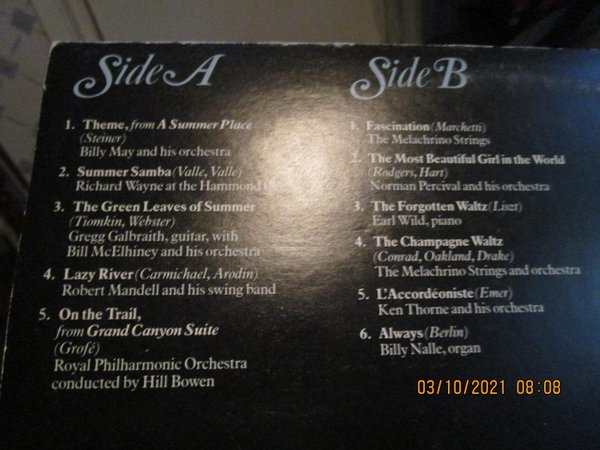 Side A
1. Theme, from A Summer Place
(Steiner)
Billy May and his orchestra
2. Summer Samba (Valle, Valle)
Richard Wayne at the Hammond
3. The Green Leaves of Summer
(Tiomkin, Webster)
Gregg Galbraith, guitar, with
Bill McElhiney and his orchestra
4. Lazy River (Carmichael, Arodin)
Robert Mandell and his swing band
5. On the Trail,
from Grand Canyon Suite
(Grofé)
Royal Philharmonic Orchestra
conducted by Hill Bowen
Side B
1. Fascination (Marchetti)
The Melachrino Strings
2. The Most Beautiful Girl in the World
(Rodgers, Hart)
Norman Percival and his orchestra
3. The Forgotten Waltz (Liszt)
Earl Wild, piano
4. The Champagne Waltz
(Conrad, Oakland, Drake)
The Melachrino Strings and orchestra
5. L'Accordéoniste (Emer)
Ken Thorne and his orchestra
6. Always (Berlin)
Billy Nalle, organ
03/10/2021 08:08